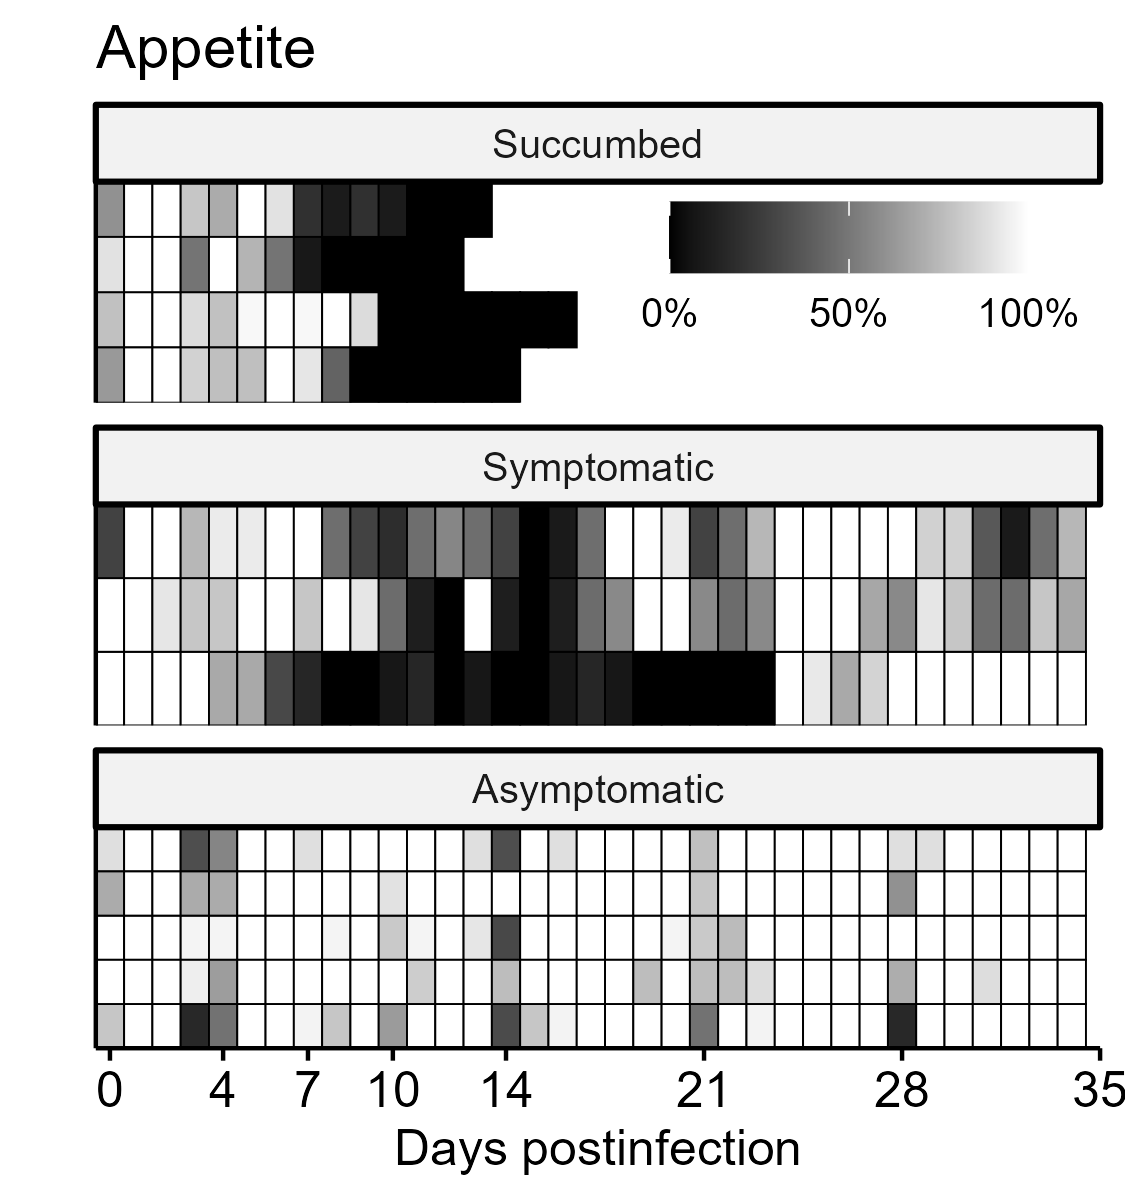 Appetite
Succumbed
0% 50% 100%
Symptomatic
Asymptomatic
0 4 7 10 14 21 28 35
Days postinfection